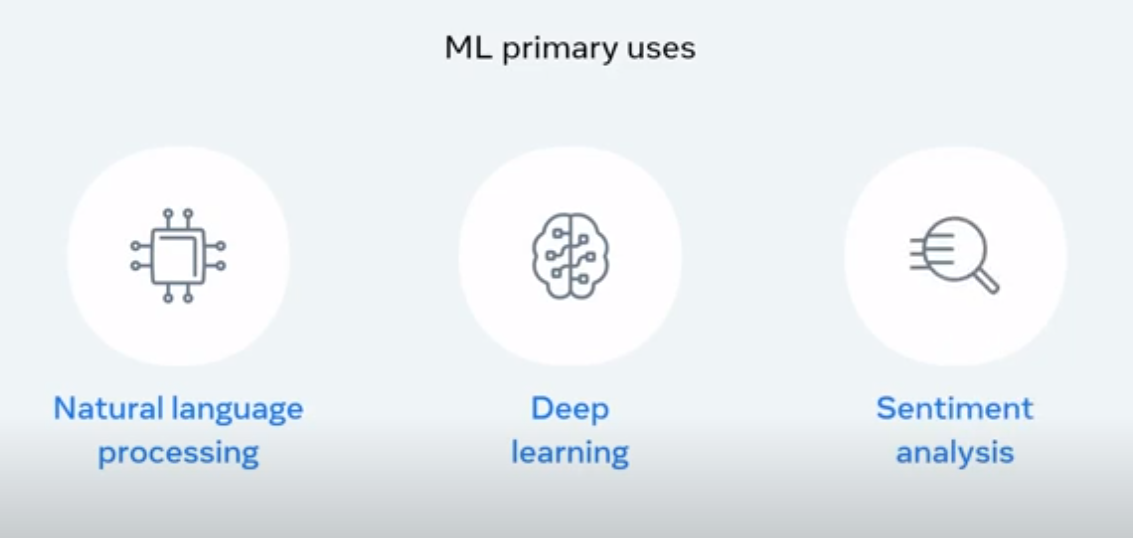 ML primary uses
Natural language
processing
Deep
learning
Sentiment
analysis